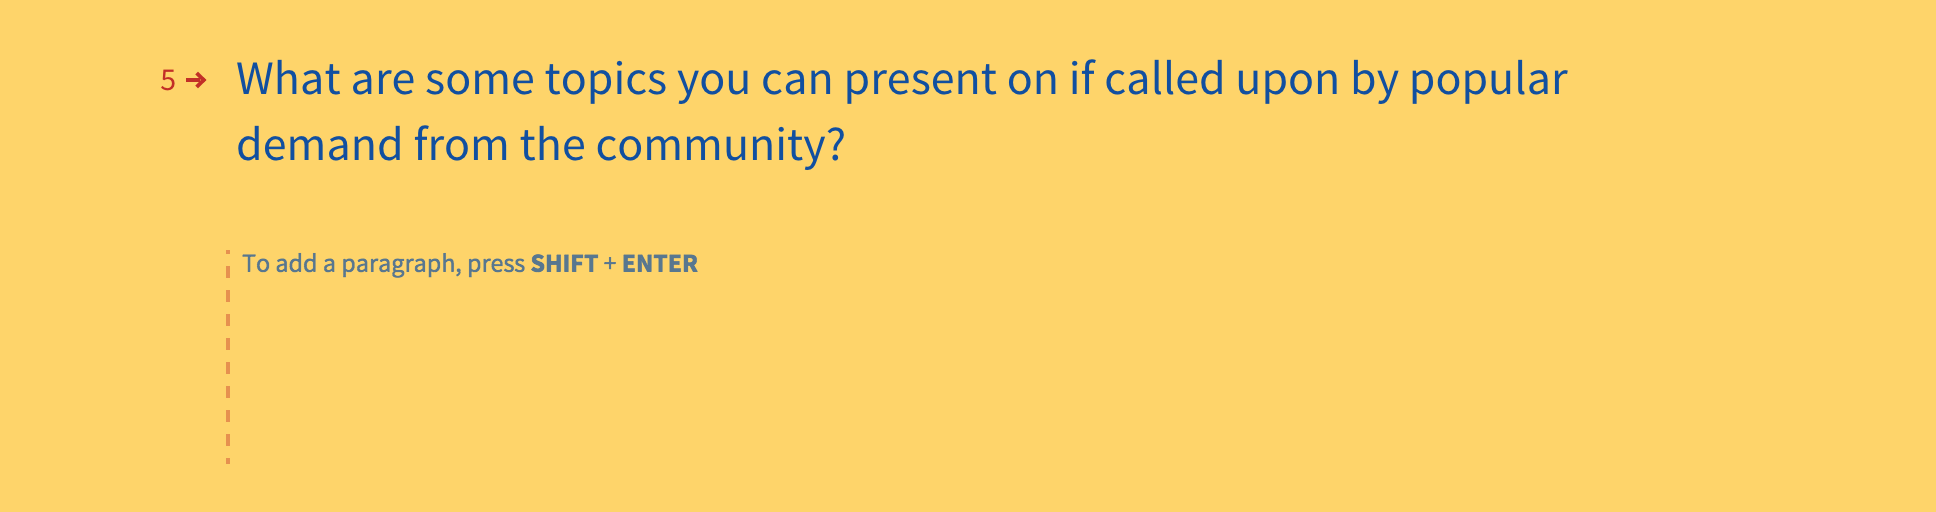 5 → What are some topics you can present on if called upon by popular
demand from the community?
To add a paragraph, press SHIFT + ENTER